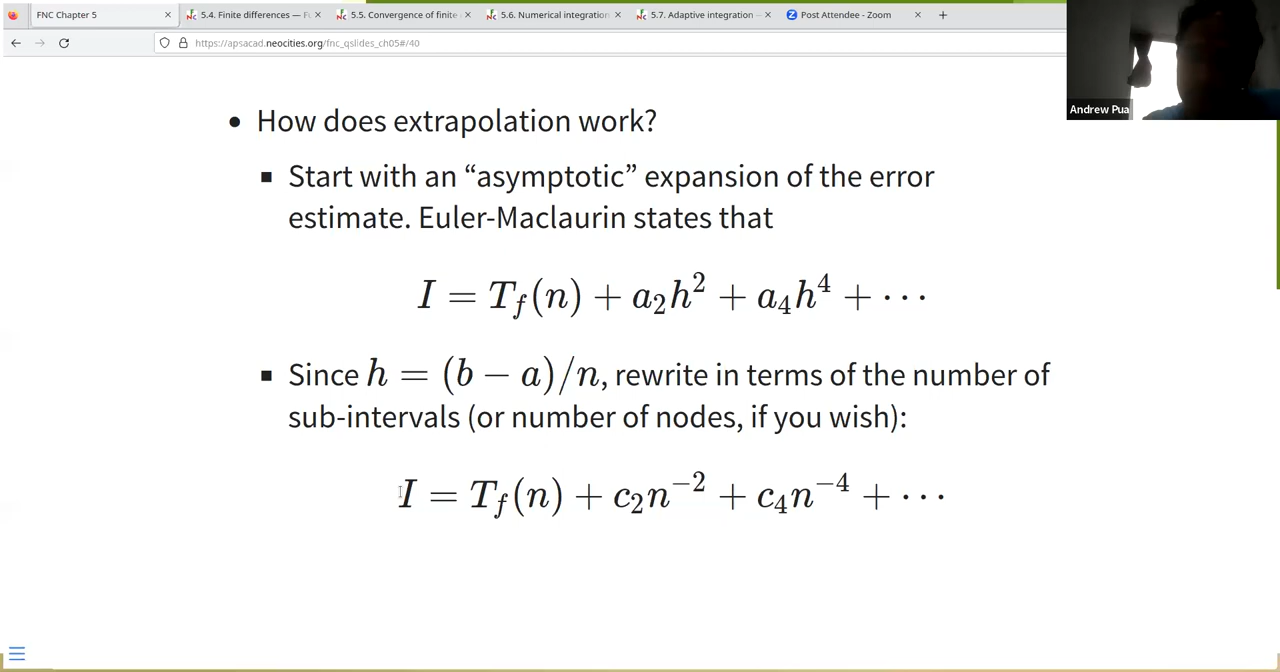 FNC Chapter 5
5.4. Finite differences — F
5.5. Convergence of finite
5.6. Numerical integration
5.7. Adaptive integration —
Post Attendee - Zoom
https://apsacad.neocities.org/fnc_qslides_ch05#/40
Andrew Pua
• How does extrapolation work?
▪ Start with an “asymptotic” expansion of the error
estimate. Euler-Maclaurin states that
I = T_f(n) + a_2h^2 + a_4h^4 + ···
▪ Since h = (b − a)/n, rewrite in terms of the number of
sub-intervals (or number of nodes, if you wish):
I = T_f(n) + c_2n^{−2} + c_4n^{−4} + ···